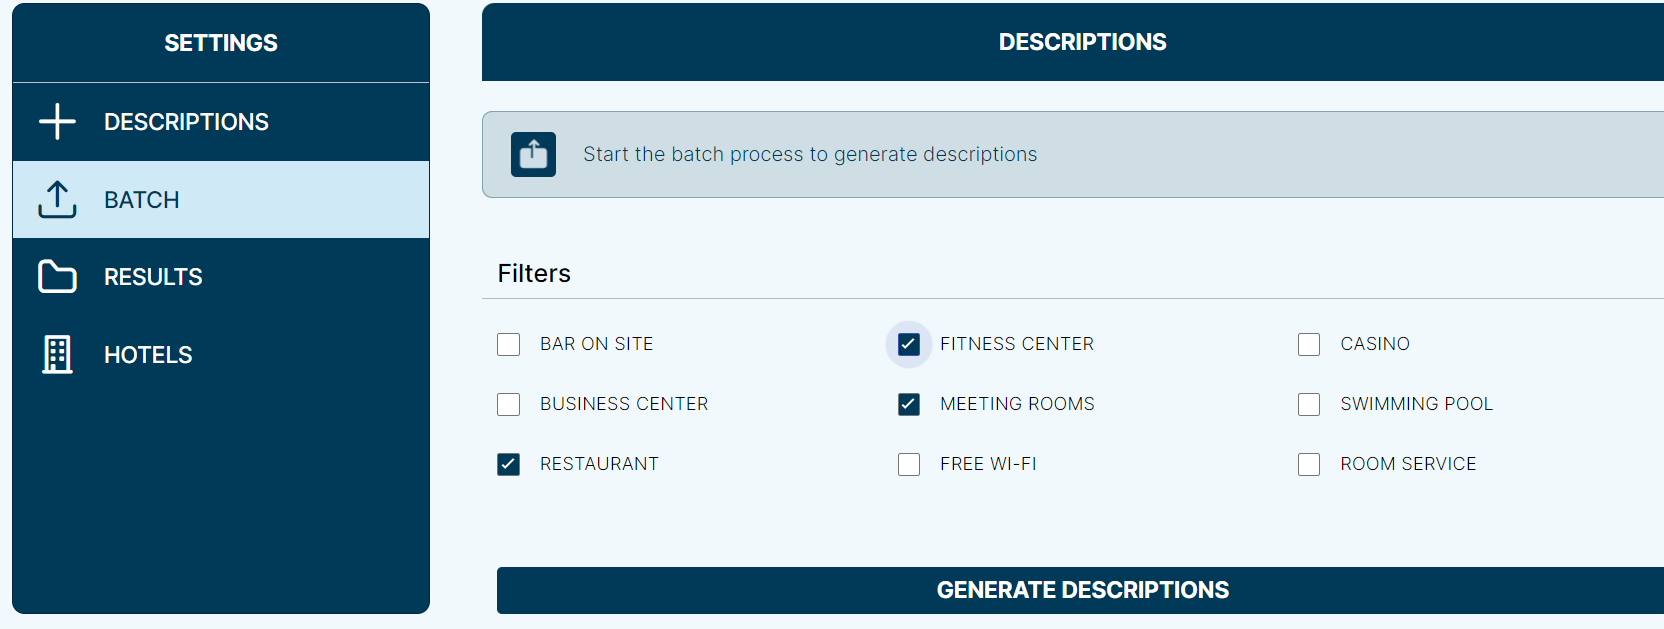 SETTINGS
DESCRIPTIONS
BATCH
RESULTS
HOTELS
DESCRIPTIONS
Start the batch process to generate descriptions
Filters
BAR ON SITE
FITNESS CENTER
CASINO
BUSINESS CENTER
MEETING ROOMS
SWIMMING POOL
RESTAURANT
FREE WI-FI
ROOM SERVICE
GENERATE DESCRIPTIONS